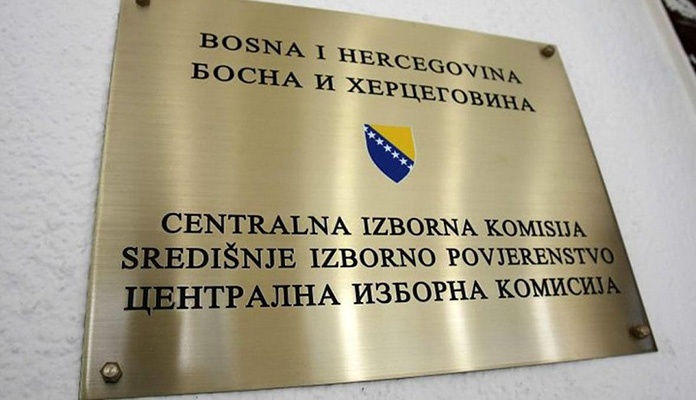 BOSNA I HERCEGOVINA
БОСНА И ХЕРЦЕГОВИНА
CENTRALNA IZBORNA KOMISIJA
SREDIŠNJE IZBORNO POVJERENSTVO
ЦЕНТРАЛНА ИЗБОРНА КОМИСИЈА